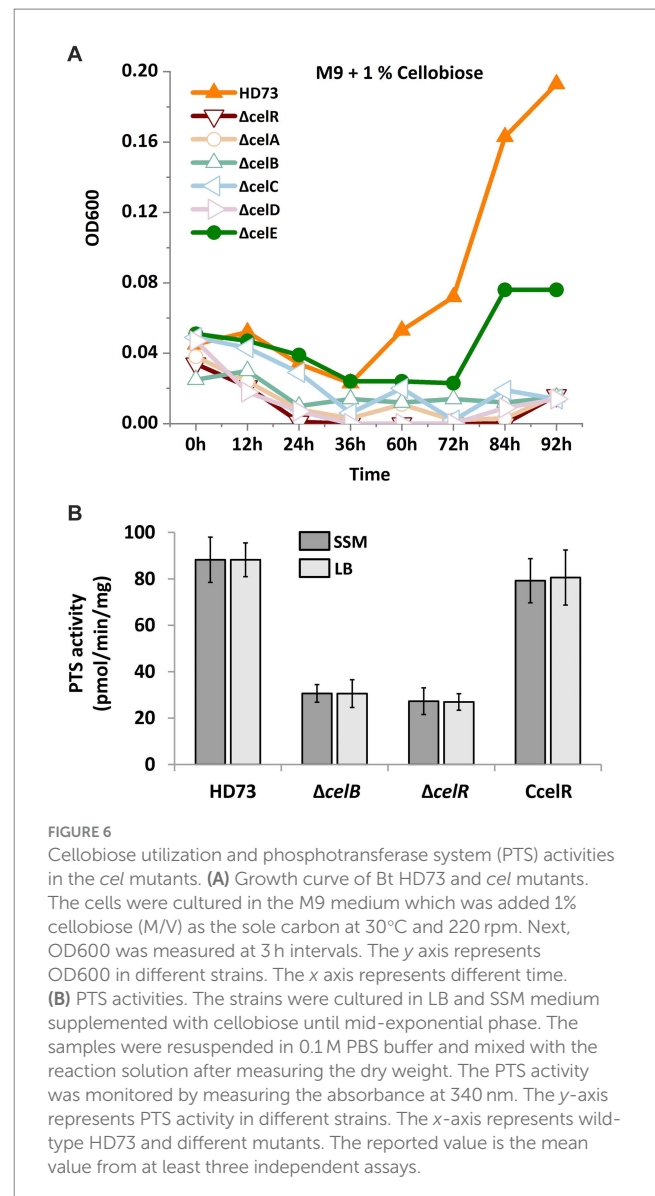 A
M9 + 1 % Cellobiose
0.20
0.16
0.12
0.08
0.04
0.00
OD600
HD73
ΔcelR
ΔcelA
ΔcelB
ΔcelC
ΔcelD
ΔcelE
0h 12h 24h 36h 60h 72h 84h 92h
Time
B
100
80
60
40
20
0
PTS activity
(pmol/min/mg)
SSM
LB
HD73 ΔcelB ΔcelR CcelR
FIGURE 6
Cellobiose utilization and phosphotransferase system (PTS) activities
in the cel mutants. (A) Growth curve of Bt HD73 and cel mutants.
The cells were cultured in the M9 medium which was added 1%
cellobiose (M/V) as the sole carbon at 30°C and 220 rpm. Next,
OD600 was measured at 3 h intervals. The y axis represents
OD600 in different strains. The x axis represents different time.
(B) PTS activities. The strains were cultured in LB and SSM medium
supplemented with cellobiose until mid-exponential phase. The
samples were resuspended in 0.1 M PBS buffer and mixed with the
reaction solution after measuring the dry weight. The PTS activity
was monitored by measuring the absorbance at 340 nm. The y-axis
represents PTS activity in different strains. The x-axis represents wild-
type HD73 and different mutants. The reported value is the mean
value from at least three independent assays.